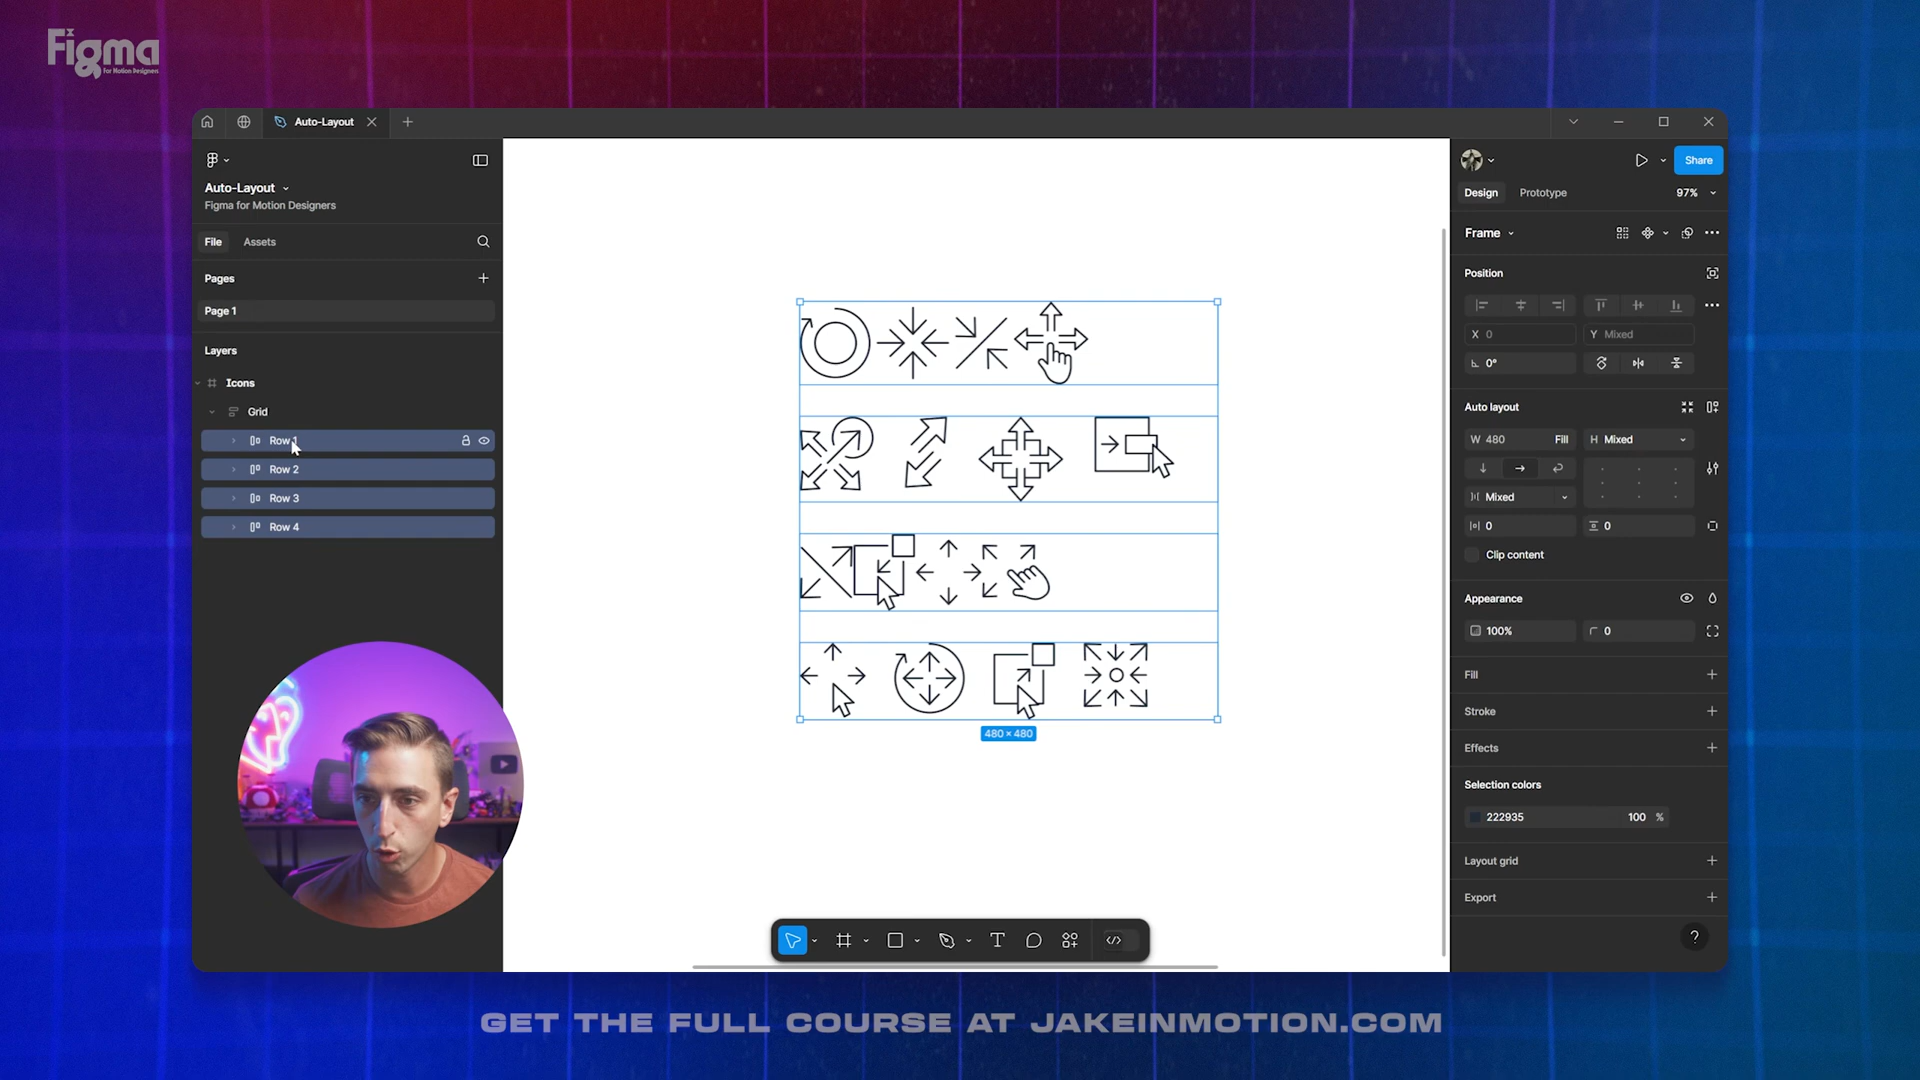 Figma
for Motion Designers
Auto-Layout
Auto-Layout
Figma for Motion Designers
File
Assets
Pages
Page 1
Layers
Icons
Grid
Row 1
Row 2
Row 3
Row 4
480 × 480
Share
Design
Prototype
97%
Frame
Position
X 0
Y Mixed
0°
Auto layout
W 480 Fill
H Mixed
Mixed
0
0
Clip content
Appearance
100%
0
Fill
Stroke
Effects
Selection colors
222935 100 %
Layout grid
Export
?
GET THE FULL COURSE AT JAKEINMOTION.COM